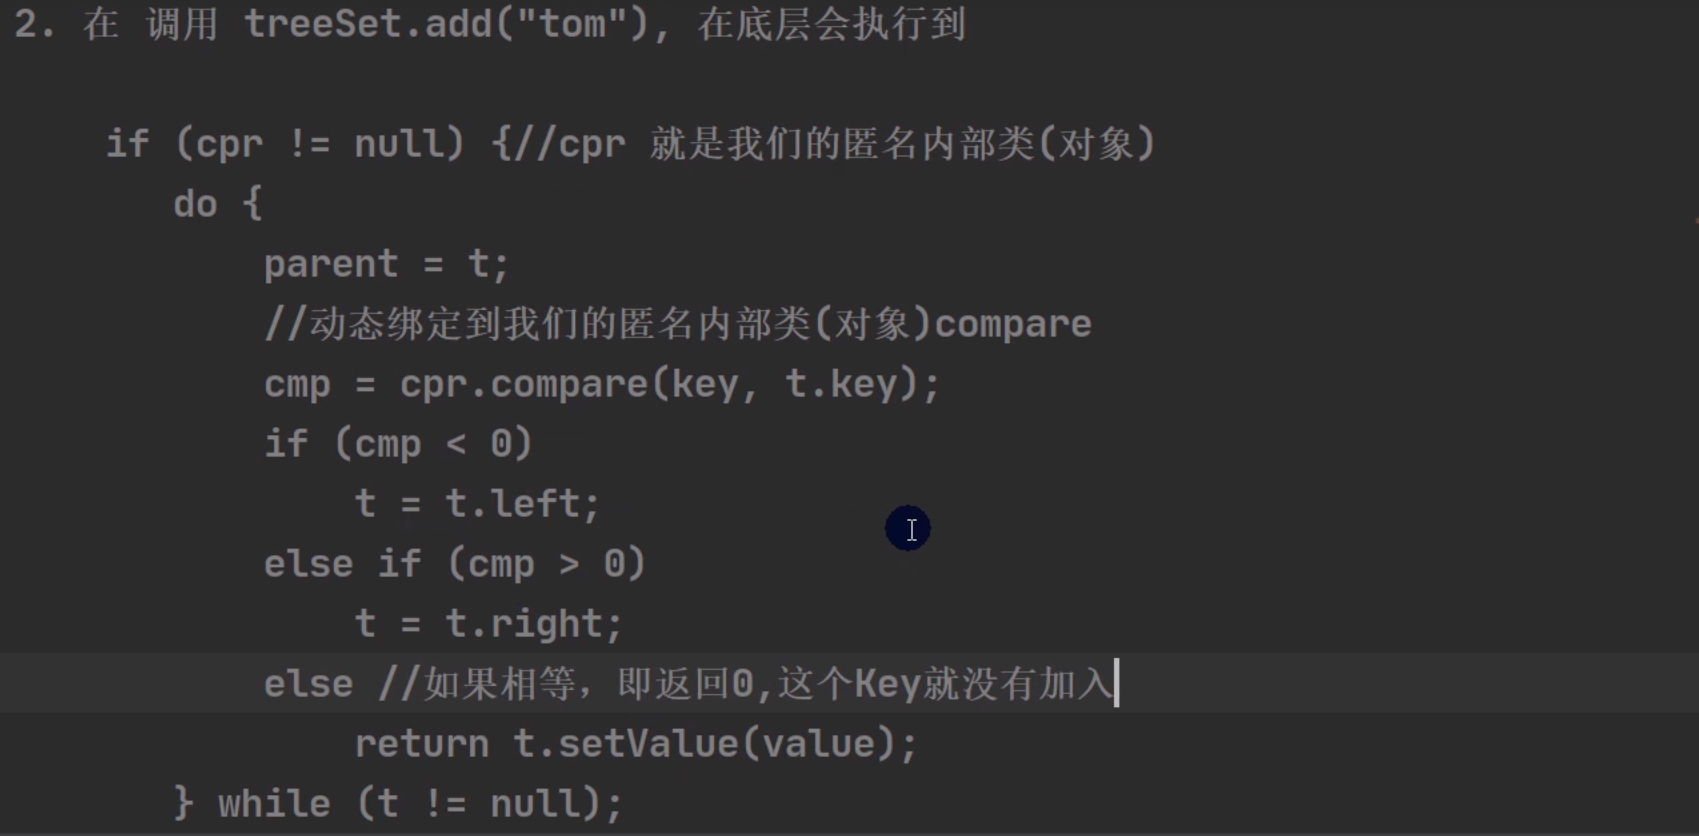 2. 在 调用 treeSet.add("tom"), 在底层会执行到
if (cpr != null) {//cpr 就是我们的匿名内部类(对象)
do {
parent = t;
//动态绑定到我们的匿名内部类(对象)compare
cmp = cpr.compare(key, t.key);
if (cmp < 0)
t = t.left;
else if (cmp > 0)
t = t.right;
else //如果相等，即返回0,这个Key就没有加入
return t.setValue(value);
} while (t != null);